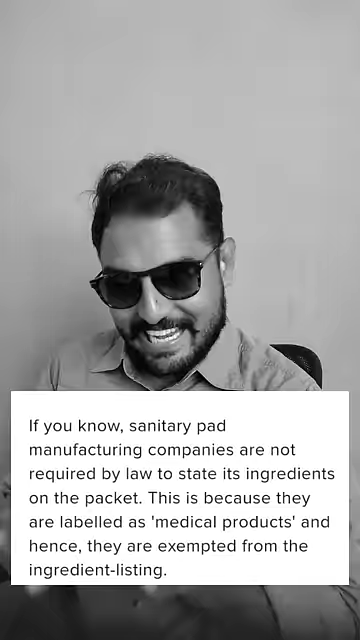 If you know, sanitary pad
manufacturing companies are not
required by law to state its ingredients
on the packet. This is because they
are labelled as 'medical products' and
hence, they are exempted from the
ingredient-listing.